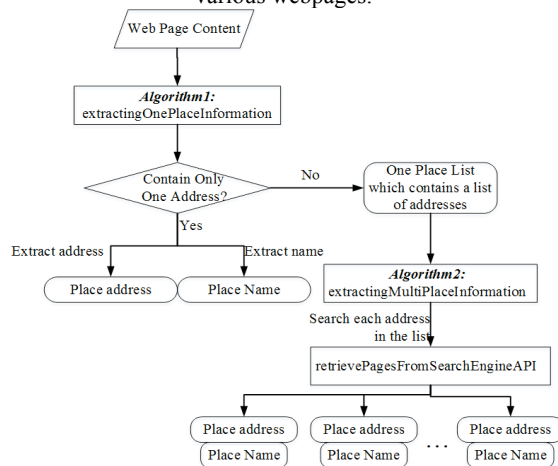 various webpages.
Web Page Content
Algorithm1:
extractingOnePlaceInformation
Contain Only
One Address?
No
One Place List
which contains a list
of addresses
Yes
Extract address
Extract name
Place address
Place Name
Algorithm2:
extractingMultiPlaceInformation
Search each address
in the list
retrievePagesFromSearchEngineAPI
Place address
Place Name
Place address
Place Name
...
Place address
Place Name